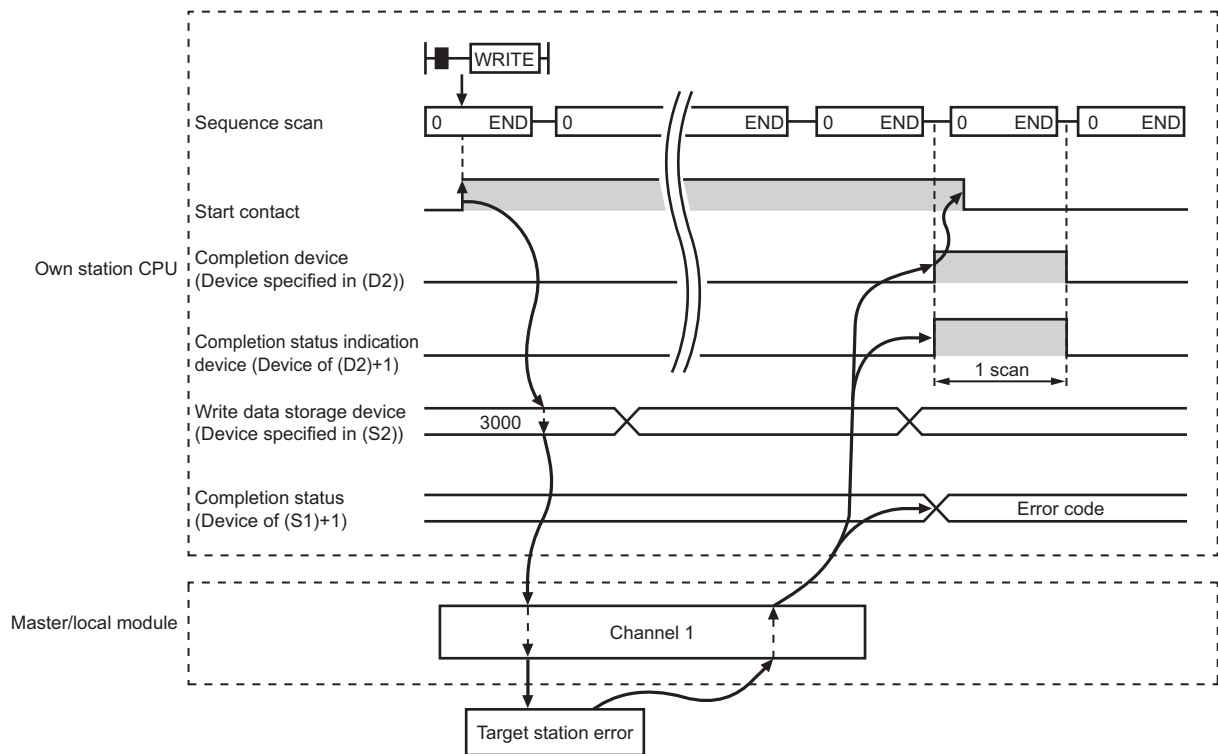 WRITE
Sequence scan
0 END 0 END 0 END 0 END 0 END
Start contact
Own station CPU
Completion device
(Device specified in (D2))
Completion status indication
device (Device of (D2)+1)
1 scan
Write data storage device
(Device specified in (S2))
3000
Completion status
(Device of (S1)+1)
Error code
Master/local module
Channel 1
Target station error